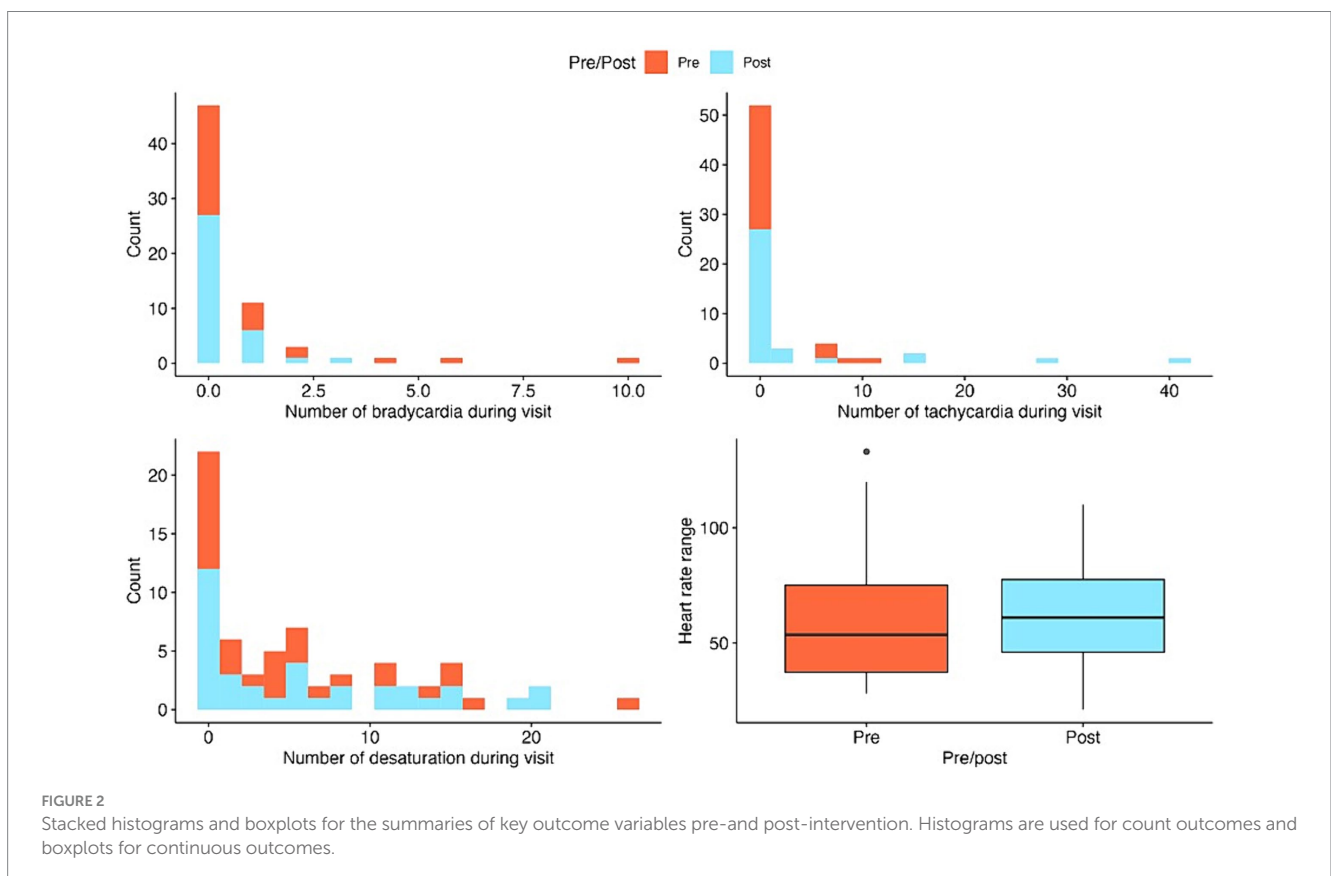 Pre/Post Pre Post
Count
40
30
20
10
0
0.0 2.5 5.0 7.5 10.0
Number of bradycardia during visit
Count
50
40
30
20
10
0
0 10 20 30 40
Number of tachycardia during visit
Count
20
15
10
5
0
0 10 20
Number of desaturation during visit
Heart rate range
100
50
Pre Post
Pre/post
FIGURE 2
Stacked histograms and boxplots for the summaries of key outcome variables pre-and post-intervention. Histograms are used for count outcomes and
boxplots for continuous outcomes.